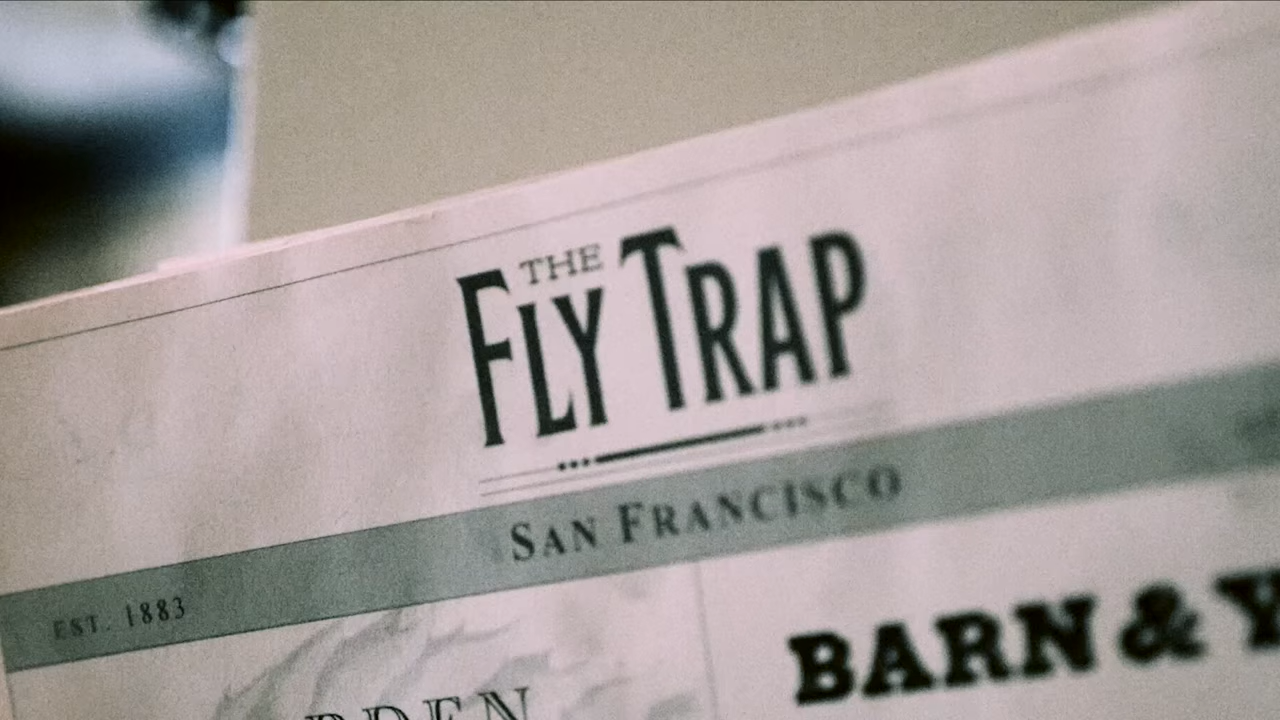 THE
FLY TRAP
SAN FRANCISCO
EST. 1883
BARN &